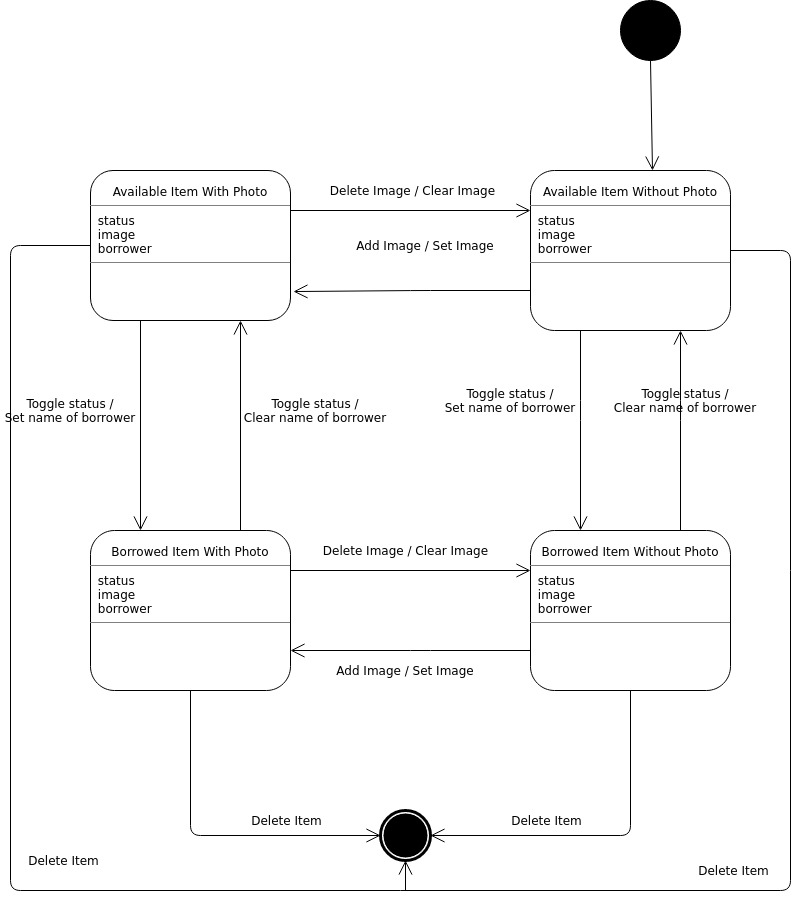 Available Item With Photo
status
image
borrower
Delete Image / Clear Image
Add Image / Set Image
Available Item Without Photo
status
image
borrower
Toggle status /
Set name of borrower
Toggle status /
Clear name of borrower
Toggle status /
Set name of borrower
Toggle status /
Clear name of borrower
Borrowed Item With Photo
status
image
borrower
Delete Image / Clear Image
Add Image / Set Image
Borrowed Item Without Photo
status
image
borrower
Delete Item
Delete Item
Delete Item
Delete Item